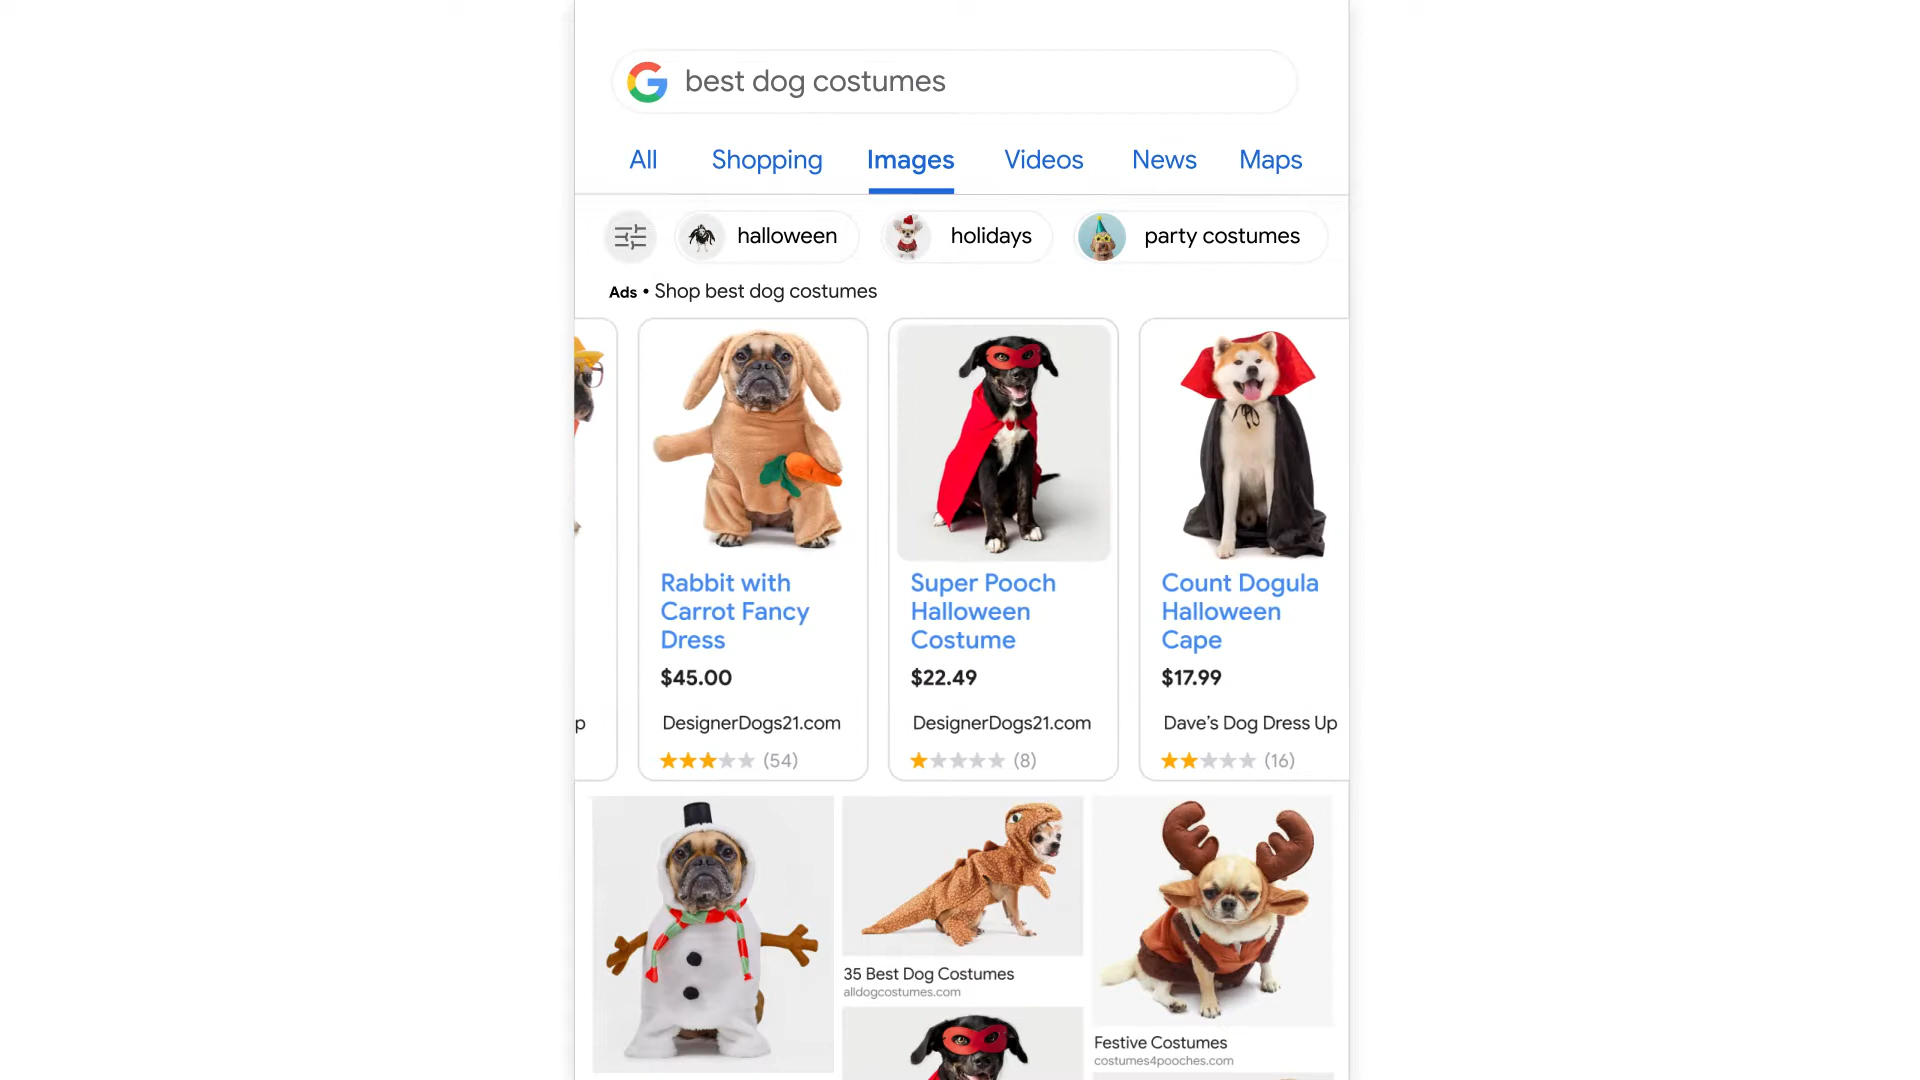 best dog costumes
All Shopping Images Videos News Maps
halloween holidays party costumes
Ads • Shop best dog costumes
Rabbit with
Carrot Fancy
Dress
$45.00
DesignerDogs21.com
(54)
Super Pooch
Halloween
Costume
$22.49
DesignerDogs21.com
(8)
Count Dogula
Halloween
Cape
$17.99
Dave's Dog Dress Up
(16)
p
35 Best Dog Costumes
alldogcostumes.com
Festive Costumes
costumes4pooches.com